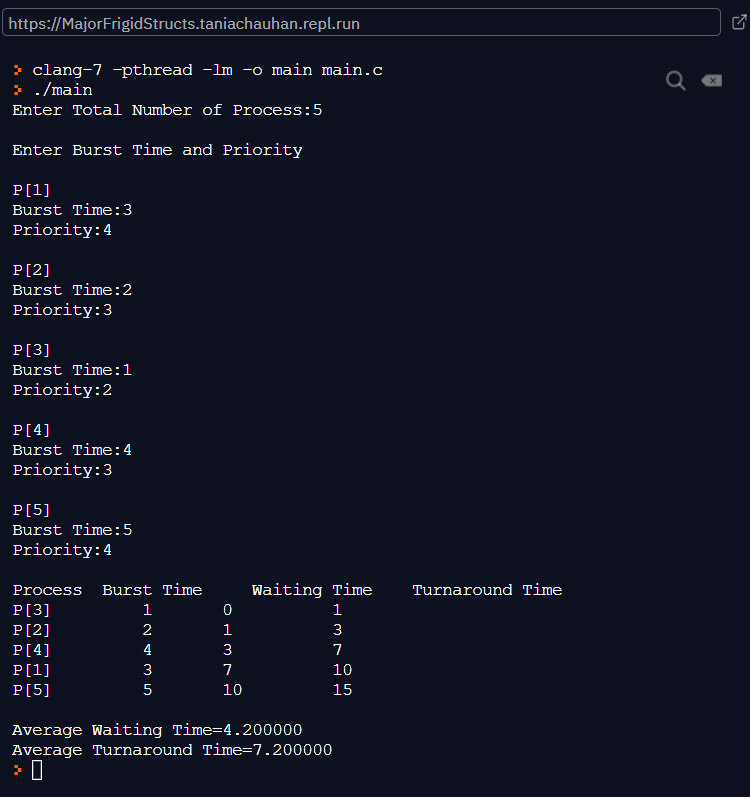 https://MajorFrigidStructs.taniachauhan.repl.run
> clang-7 -pthread -lm -o main main.c
> ./main
Enter Total Number of Process:5
Enter Burst Time and Priority
P[1]
Burst Time:3
Priority:4
P[2]
Burst Time:2
Priority:3
P[3]
Burst Time:1
Priority:2
P[4]
Burst Time:4
Priority:3
P[5]
Burst Time:5
Priority:4
Process  Burst Time     Waiting Time    Turnaround Time
P[3]         1       0          1
P[2]         2       1          3
P[4]         4       3          7
P[1]         3       7          10
P[5]         5       10         15
Average Waiting Time=4.200000
Average Turnaround Time=7.200000
>